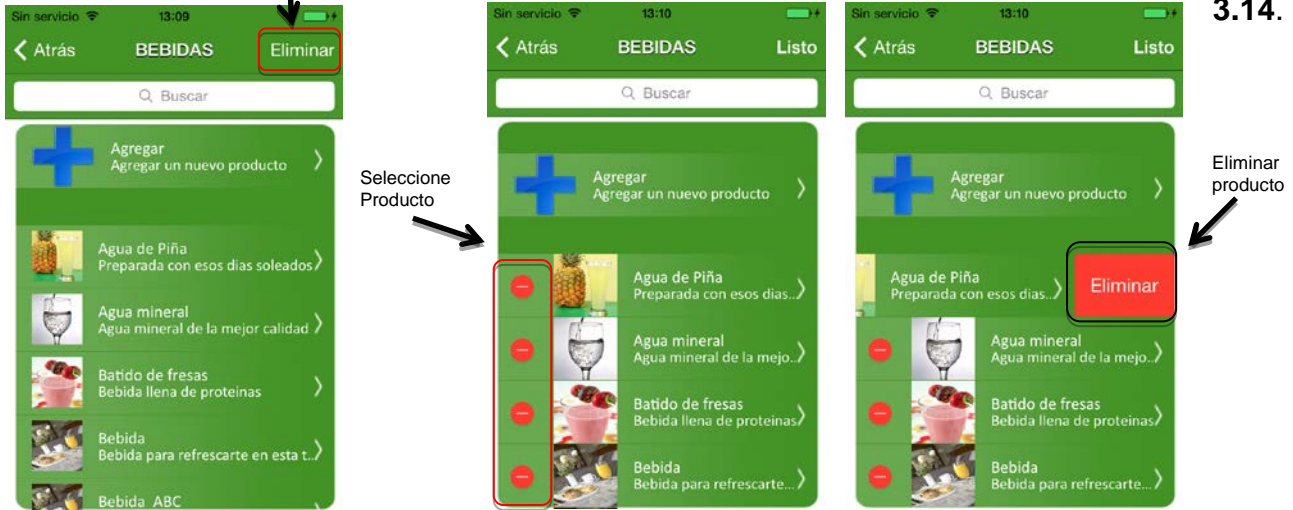 Sin servicio 13:09
Atrás BEBIDAS Eliminar
Buscar
Agregar
Agregar un nuevo producto
Agua de Piña
Preparada con esos dias soleados
Agua mineral
Agua mineral de la mejor calidad
Batido de fresas
Bebida llena de proteinas
Bebida
Bebida para refrescarte en esta t...
Bebida ABC
Seleccione
Producto
Sin servicio 13:10
Atrás BEBIDAS Listo
Buscar
Agregar
Agregar un nuevo producto
Agua de Piña
Preparada con esos dias...
Agua mineral
Agua mineral de la mejo...
Batido de fresas
Bebida llena de proteinas
Bebida
Bebida para refrescarte...
Sin servicio 13:10
Atrás BEBIDAS Listo
Buscar
Agregar
Agregar un nuevo producto
Agua de Piña
Preparada con esos dias...
Eliminar
Agua mineral
Agua mineral de la mejo...
Batido de fresas
Bebida llena de proteinas
Bebida
Bebida para refrescarte...
3.14.
Eliminar
producto